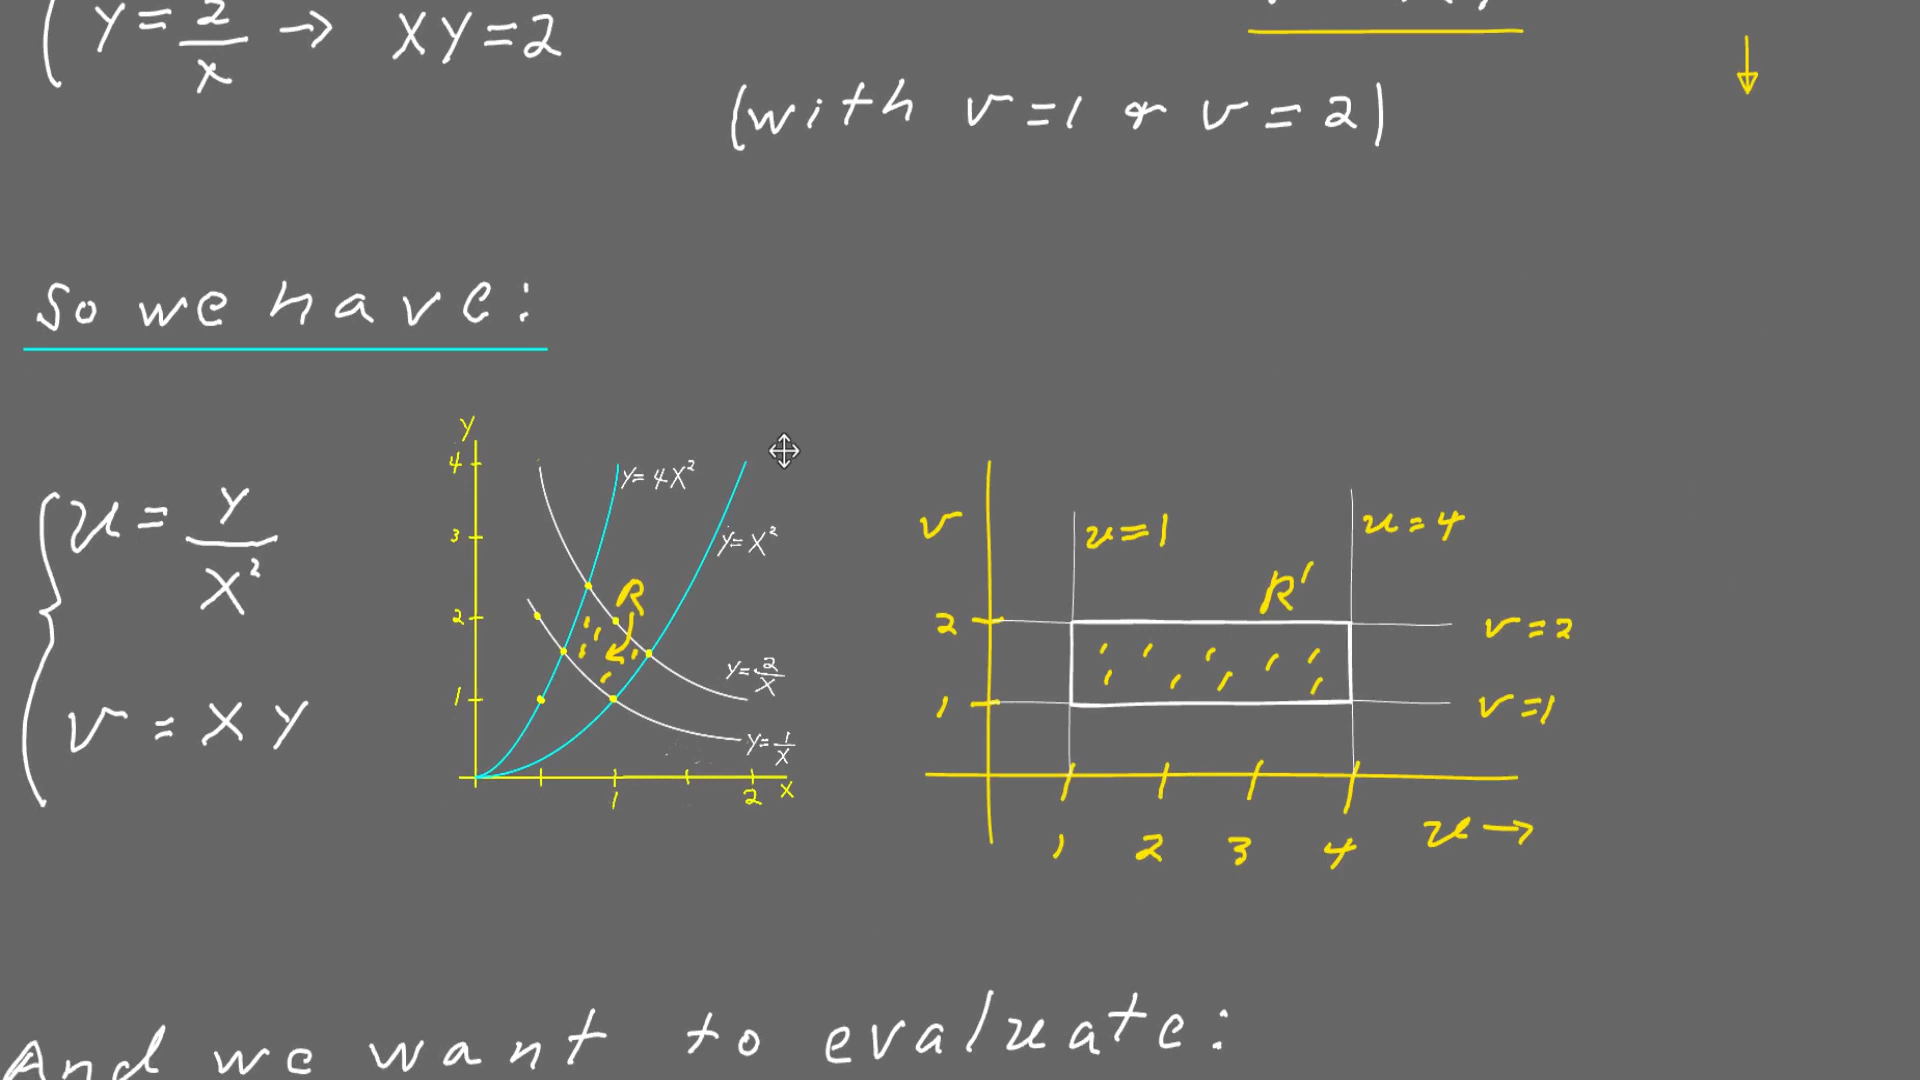 y = 2/x → xy = 2
(with v = 1 & v = 2)
So we have:
u = y/x²
v = xy
y
4
3
2
1
1
2
x
y = 4x²
y = x²
R
y = 2/x
y = 1/x
v
2
1
u = 1
u = 4
R'
v = 2
v = 1
1 2 3 4
u →
And we want to evaluate: